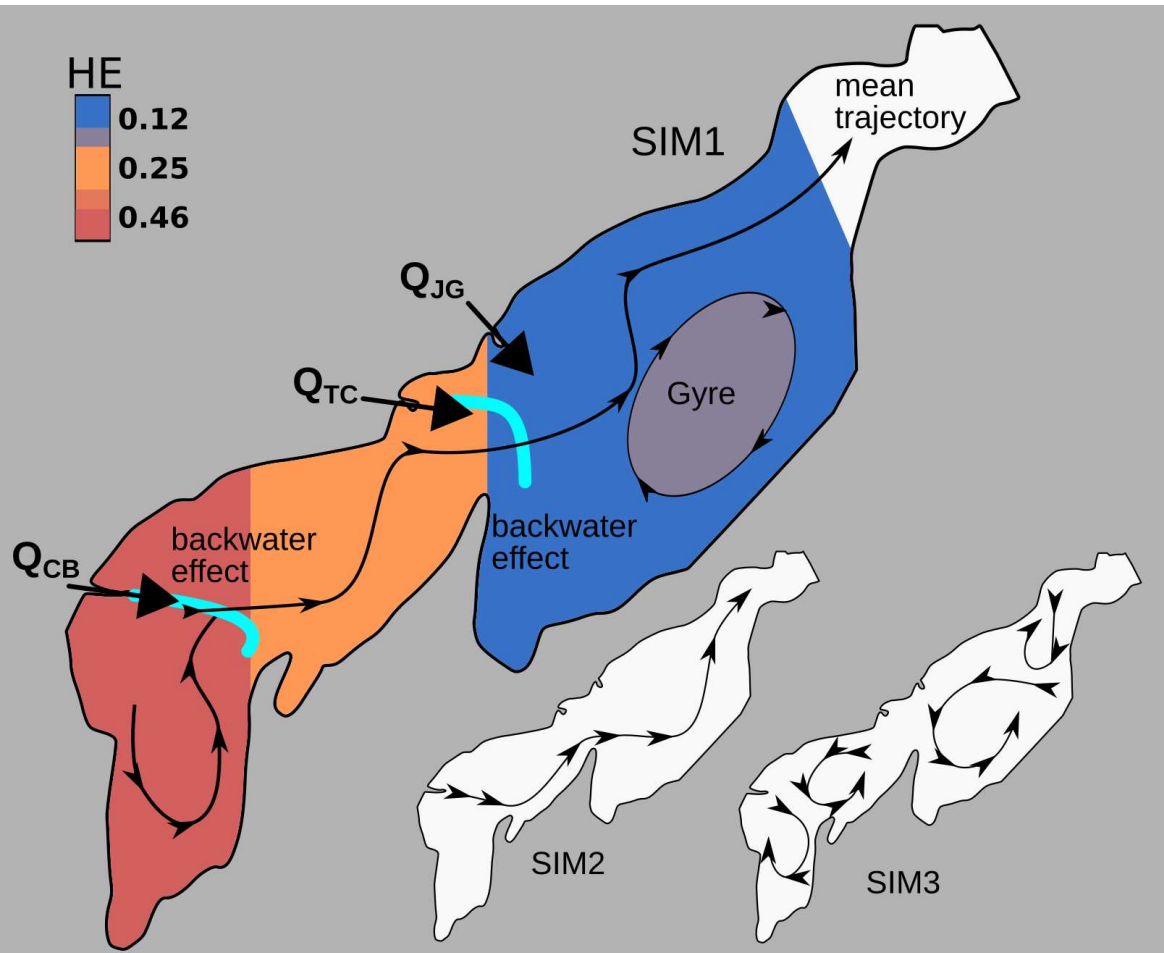 HE
0.12
0.25
0.46
SIM1
mean
trajectory
QJG
QTC
Gyre
backwater
effect
backwater
effect
QCB
SIM2
SIM3